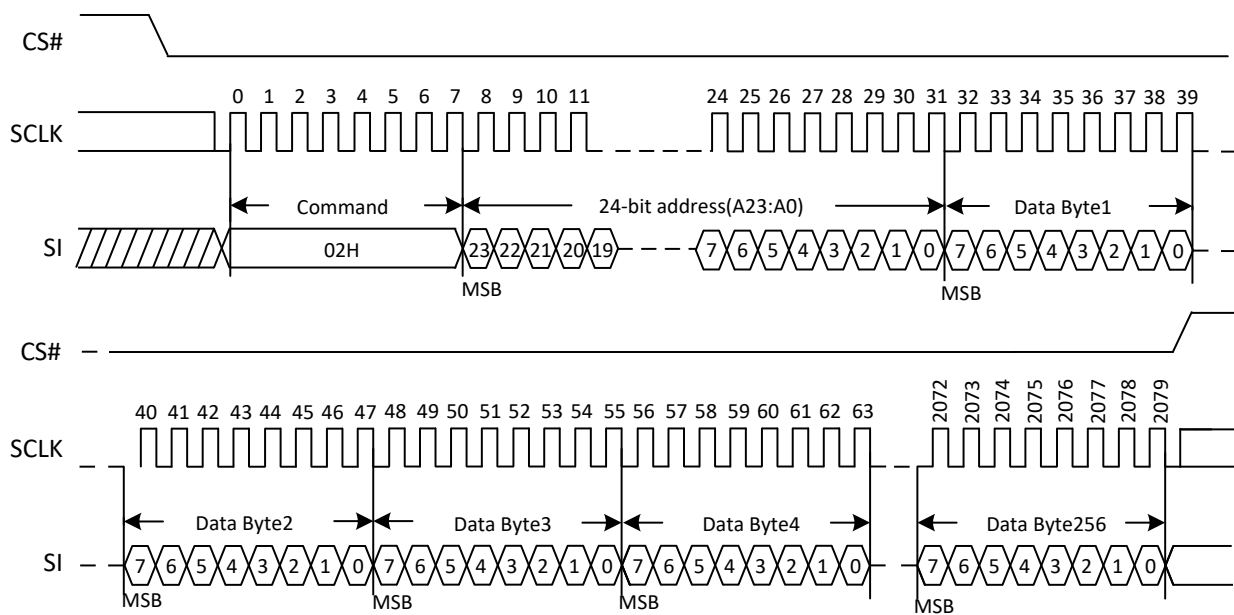 CS#
0 1 2 3 4 5 6 7 8 9 10 11 24 25 26 27 28 29 30 31 32 33 34 35 36 37 38 39
SCLK
Command 24-bit address(A23:A0) Data Byte1
SI 02H 23 22 21 20 19 7 6 5 4 3 2 1 0 7 6 5 4 3 2 1 0
MSB MSB
CS#
40 41 42 43 44 45 46 47 48 49 50 51 52 53 54 55 56 57 58 59 60 61 62 63 2072 2073 2074 2075 2076 2077 2078 2079
SCLK
Data Byte2 Data Byte3 Data Byte4 Data Byte256
SI 7 6 5 4 3 2 1 0 7 6 5 4 3 2 1 0 7 6 5 4 3 2 1 0 7 6 5 4 3 2 1 0
MSB MSB MSB MSB